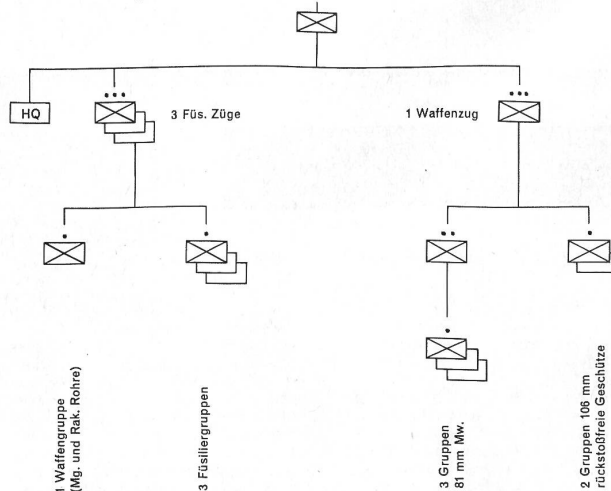 HQ
3 Füs. Züge
1 Waffenzug
1 Waffengruppe
(Mg. und Rak. Rohre)
3 Füsiliergruppen
3 Gruppen
81 mm Mw.
2 Gruppen 106 mm
rückstoßfreie Geschütze